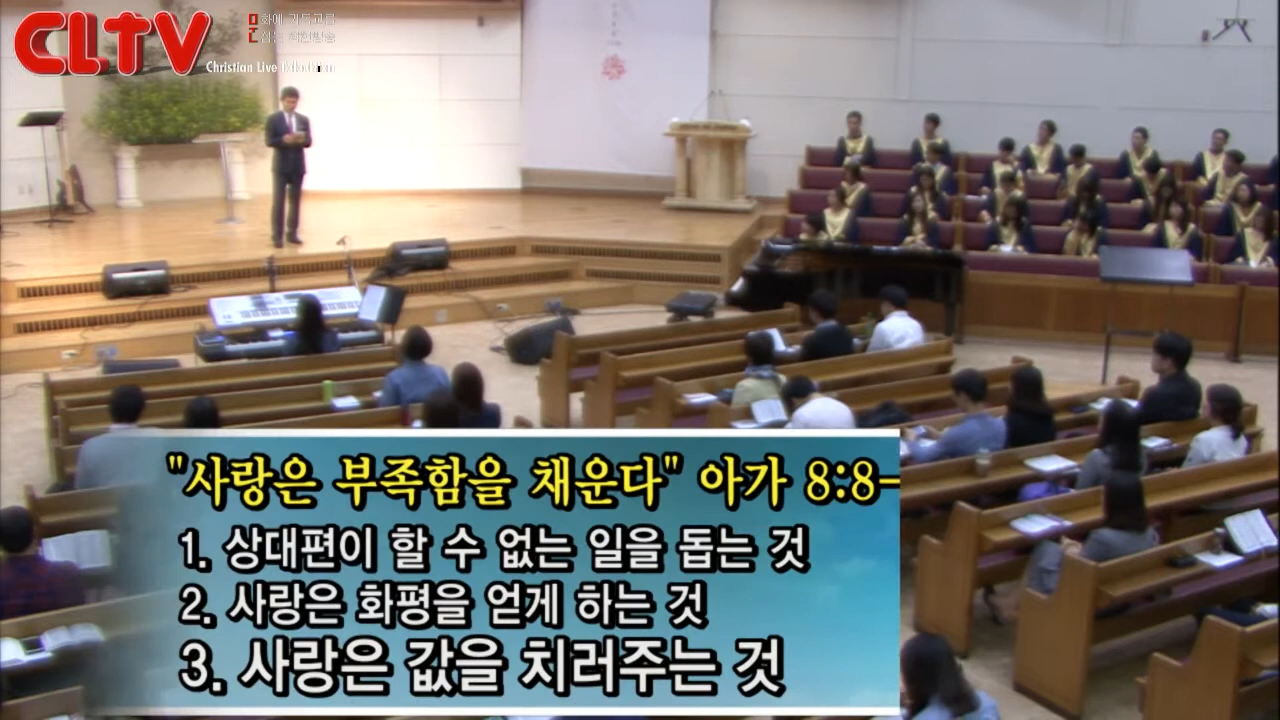 CLTV
Christian Live
"사랑은 부족함을 채운다" 아가 8:8-
1. 상대편이 할 수 없는 일을 돕는 것
2. 사랑은 화평을 얻게 하는 것
3. 사랑은 값을 치러주는 것